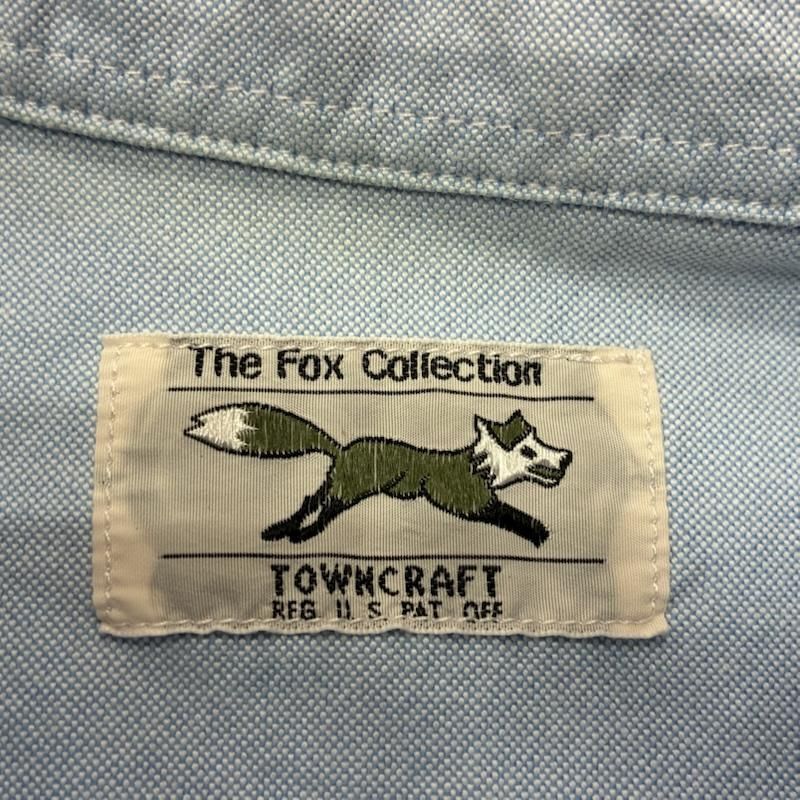 The Fox Collection
TOWNCRAFT
REG U S PAT OFF